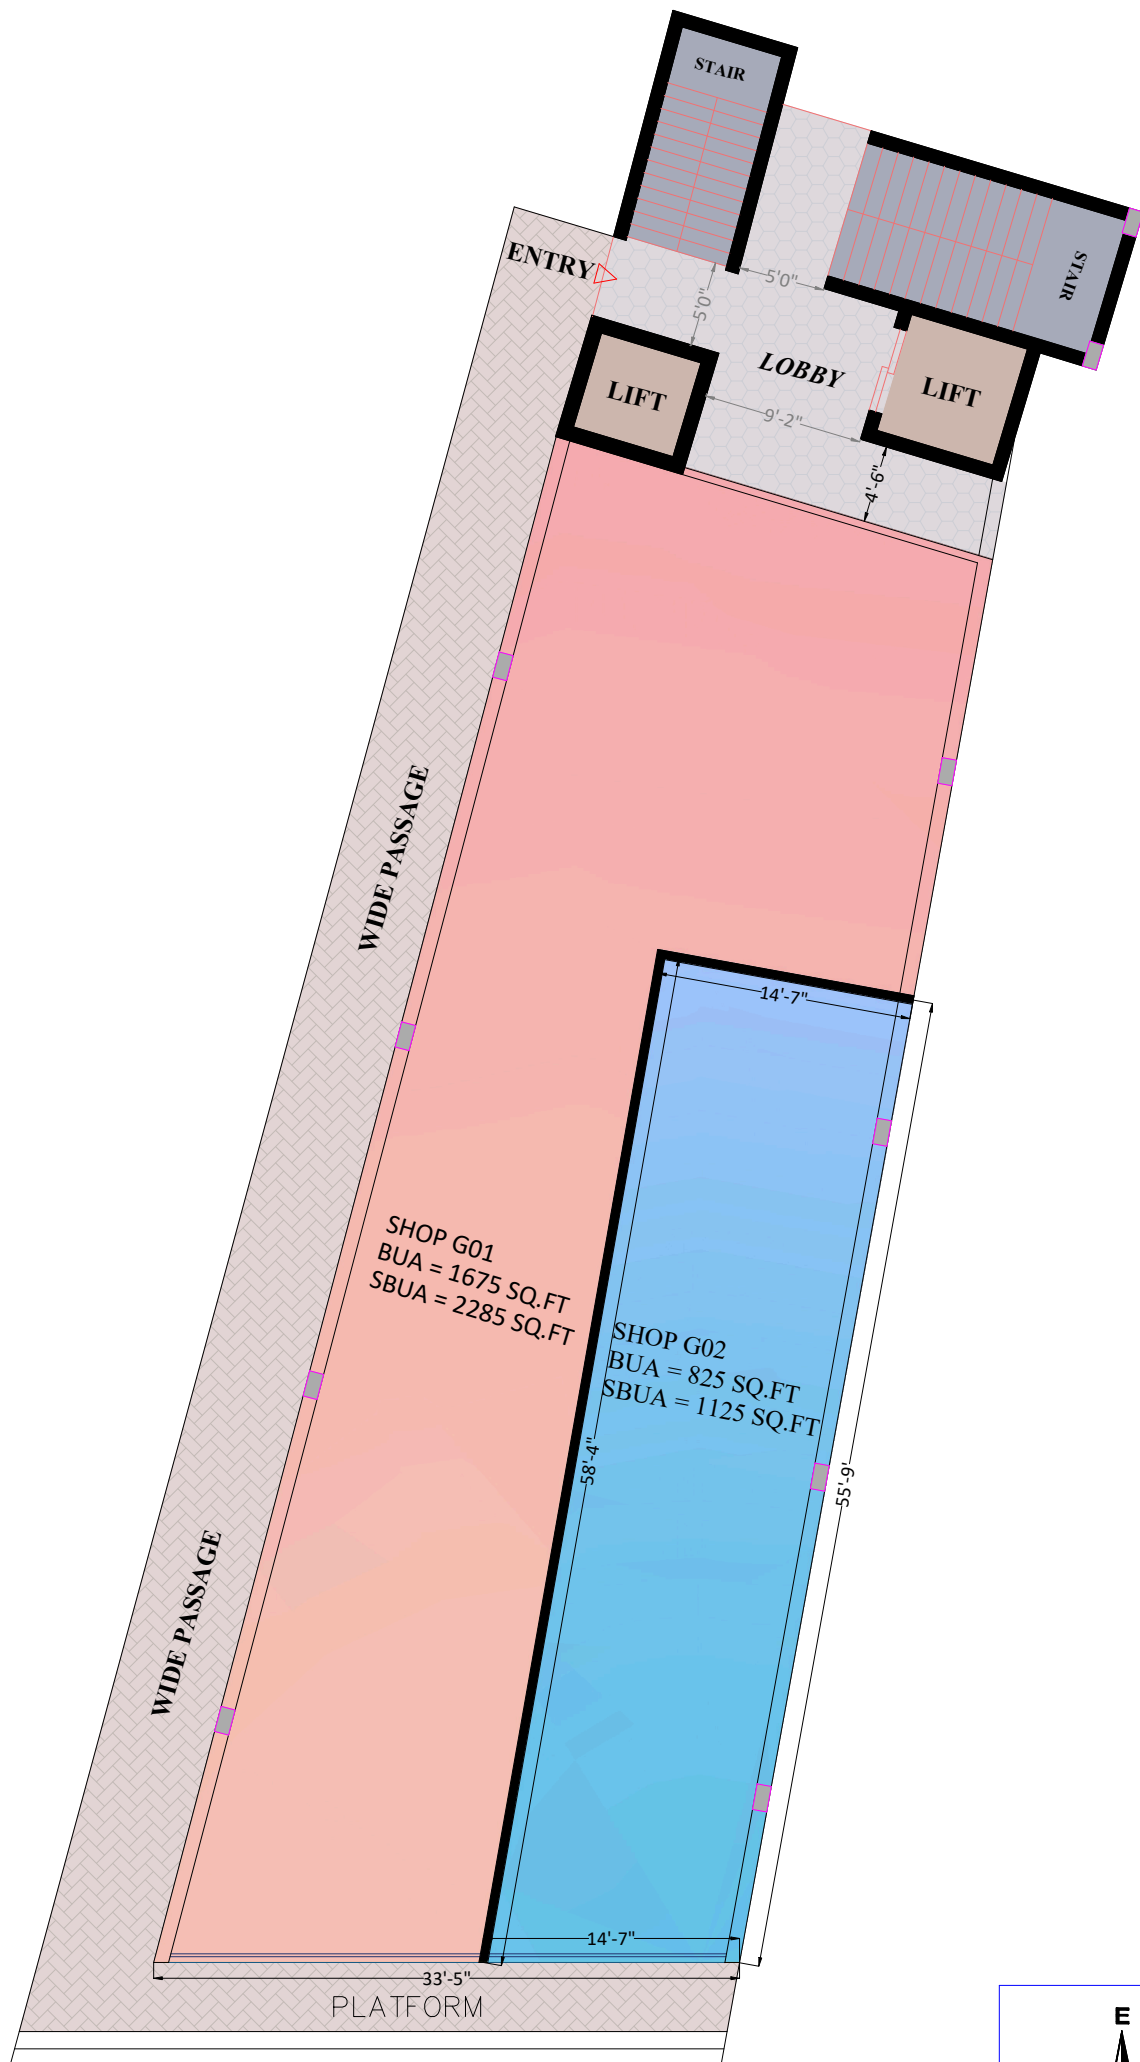 STAIR
ENTRY
5'0"
5'0"
STAIR
LOBBY
LIFT
LIFT
9'-2"
4'-6"
WIDE PASSAGE
14'-7"
SHOP G01
BUA = 1675 SQ.FT
SBUA = 2285 SQ.FT
SHOP G02
BUA = 825 SQ.FT
SBUA = 1125 SQ.FT
58'-4"
55'-9'
WIDE PASSAGE
14'-7"
33'-5"
PLATFORM
E